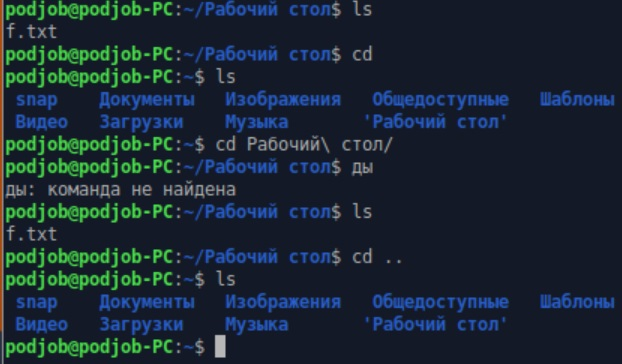 podjob@podjob-PC:~/Рабочий стол$ ls
f.txt
podjob@podjob-PC:~/Рабочий стол$ cd
podjob@podjob-PC:~$ ls
snap Документы Изображения Общедоступные Шаблоны
Видео Загрузки Музыка 'Рабочий стол'
podjob@podjob-PC:~$ cd Рабочий\ стол/
podjob@podjob-PC:~/Рабочий стол$ ды
ды: команда не найдена
podjob@podjob-PC:~/Рабочий стол$ ls
f.txt
podjob@podjob-PC:~/Рабочий стол$ cd ..
podjob@podjob-PC:~$ ls
snap Документы Изображения Общедоступные Шаблоны
Видео Загрузки Музыка 'Рабочий стол'
podjob@podjob-PC:~$